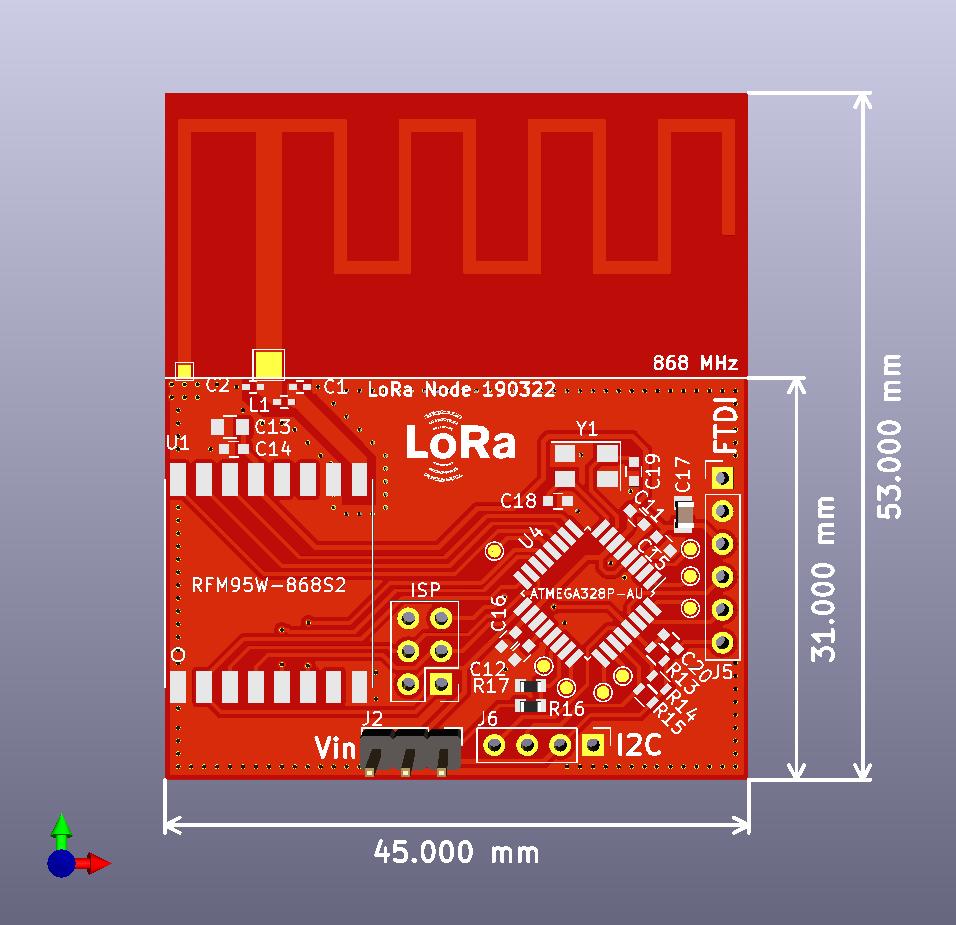 868 MHz
53.000 mm
C2
C1
LoRa Node-190322
L1
C13
FTDI
U1
C14
LoRa
Y1
C19
C17
C18
C11
U4
C15
RFM95W-868S2
ISP
ATMEGA328P-AU
31.000 mm
C16
C12
R17
C20
R13
J5
R14
R15
R16
J2
J6
Vin
I2C
45.000 mm